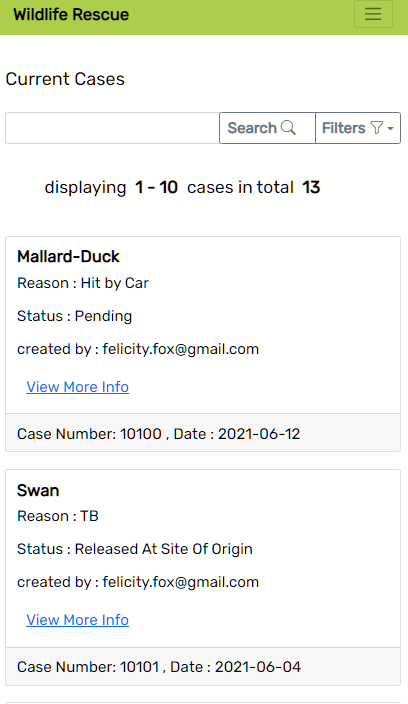 Wildlife Rescue
Current Cases
Search Filters
displaying 1 - 10 cases in total 13
Mallard-Duck
Reason : Hit by Car
Status : Pending
created by : felicity.fox@gmail.com
View More Info
Case Number: 10100 , Date : 2021-06-12
Swan
Reason : TB
Status : Released At Site Of Origin
created by : felicity.fox@gmail.com
View More Info
Case Number: 10101 , Date : 2021-06-04